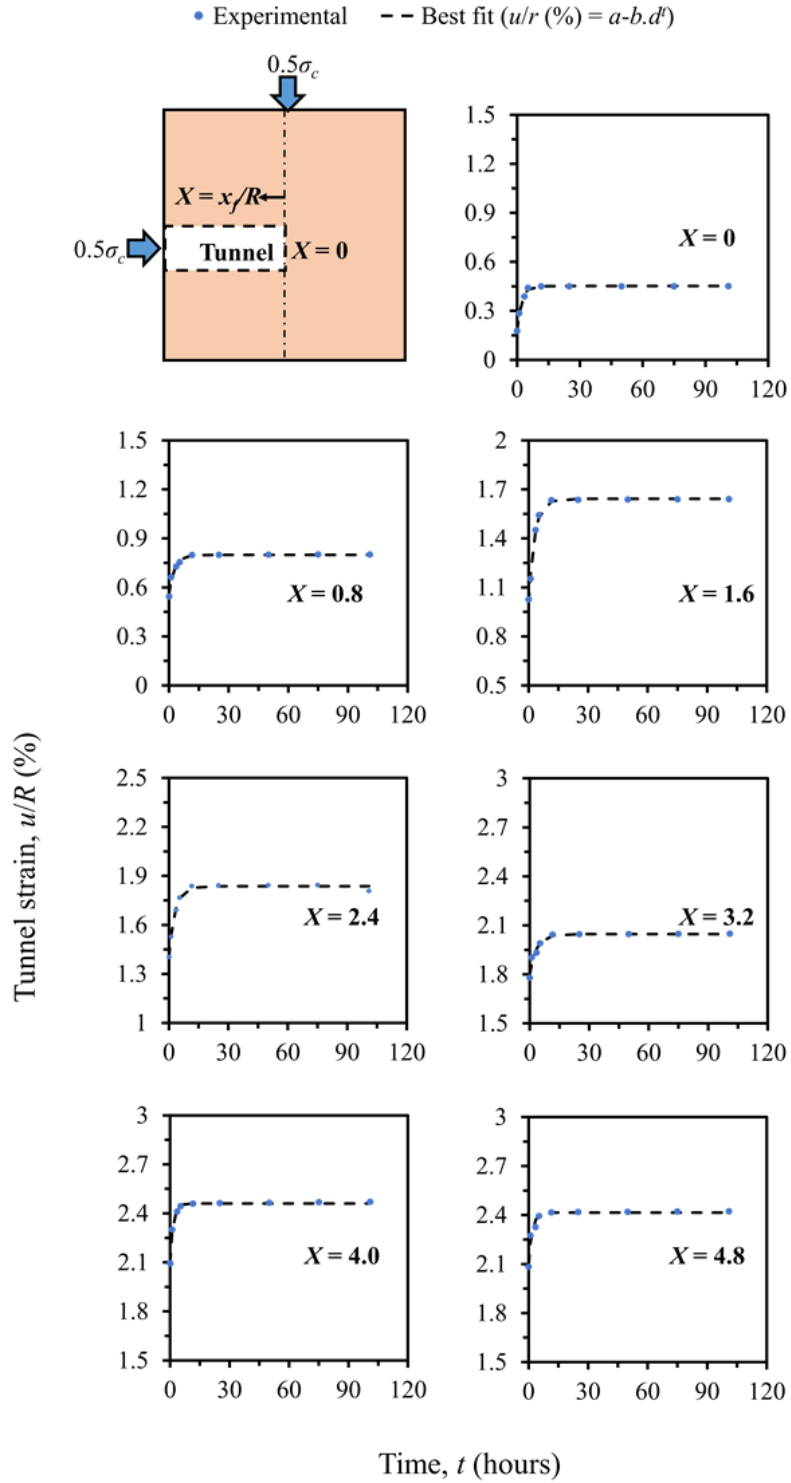 Experimental Best fit (u/r (%) = a-b.dᵗ)
0.5σc
X = xf/R
0.5σc
Tunnel
X = 0
1.5
1.2
0.9
0.6
0.3
0
X = 0
0 30 60 90 120
1.5
1.2
0.9
0.6
0.3
0
X = 0.8
0 30 60 90 120
2
1.7
1.4
1.1
0.8
0.5
X = 1.6
0 30 60 90 120
Tunnel strain, u/R (%)
2.5
2.2
1.9
1.6
1.3
1
X = 2.4
0 30 60 90 120
3
2.7
2.4
2.1
1.8
1.5
X = 3.2
0 30 60 90 120
3
2.7
2.4
2.1
1.8
1.5
X = 4.0
0 30 60 90 120
3
2.7
2.4
2.1
1.8
1.5
X = 4.8
0 30 60 90 120
Time, t (hours)